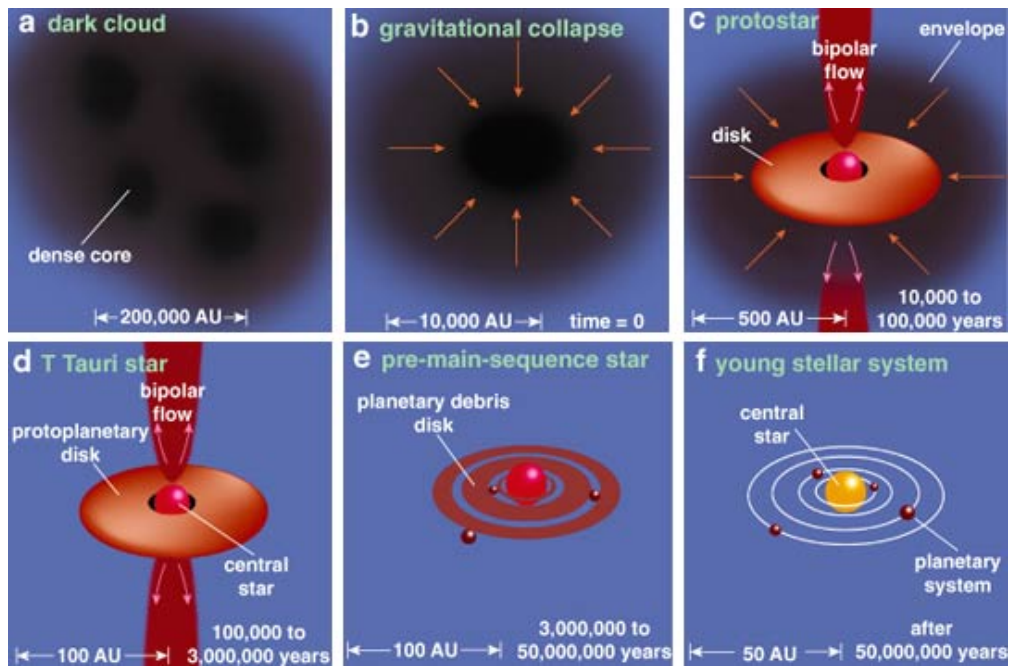 a dark cloud
dense core
200,000 AU
b gravitational collapse
10,000 AU
time = 0
c protostar
envelope
bipolar
flow
disk
500 AU
10,000 to
100,000 years
d T Tauri star
bipolar
flow
protoplanetary
disk
central
star
100 AU
100,000 to
3,000,000 years
e pre-main-sequence star
planetary debris
disk
100 AU
3,000,000 to
50,000,000 years
f young stellar system
central
star
planetary
system
50 AU
after
50,000,000 years